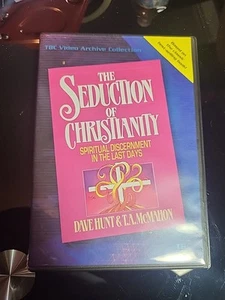 TBC Video Archive Collection
THE
SEDUCTION
OF
CHRISTIANITY
SPIRITUAL DISCERNMENT
IN THE LAST DAYS
DAVE HUNT & T.A. MCMAHON